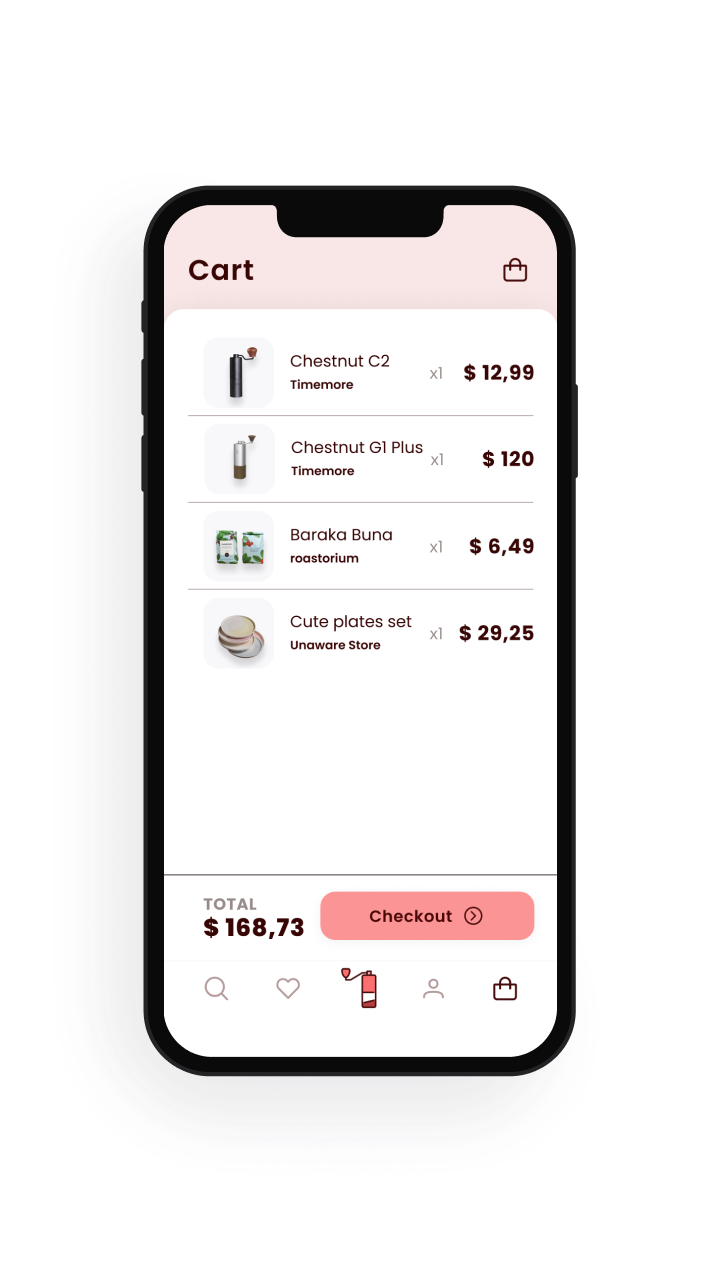 Cart
Chestnut C2
Timemore
x1
$ 12,99
Chestnut G1 Plus
Timemore
x1
$ 120
Baraka Buna
roastorium
x1
$ 6,49
Cute plates set
Unaware Store
x1
$ 29,25
TOTAL
$ 168,73
Checkout